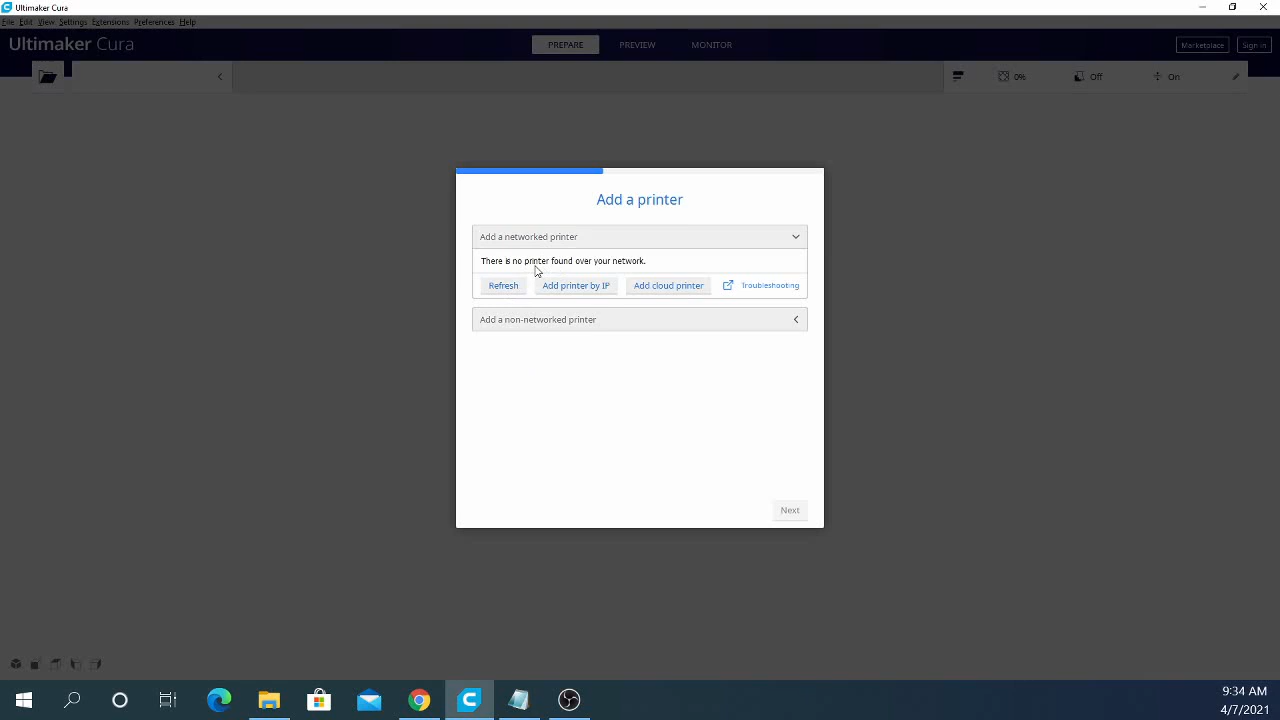 Ultimaker Cura
File Edit View Settings Extensions Preferences Help
Ultimaker Cura
PREPARE
PREVIEW
MONITOR
Marketplace
Sign in
0%
Off
On
Add a printer
Add a networked printer
There is no printer found over your network.
Refresh
Add printer by IP
Add cloud printer
Troubleshooting
Add a non-networked printer
Next
9:34 AM
4/7/2021